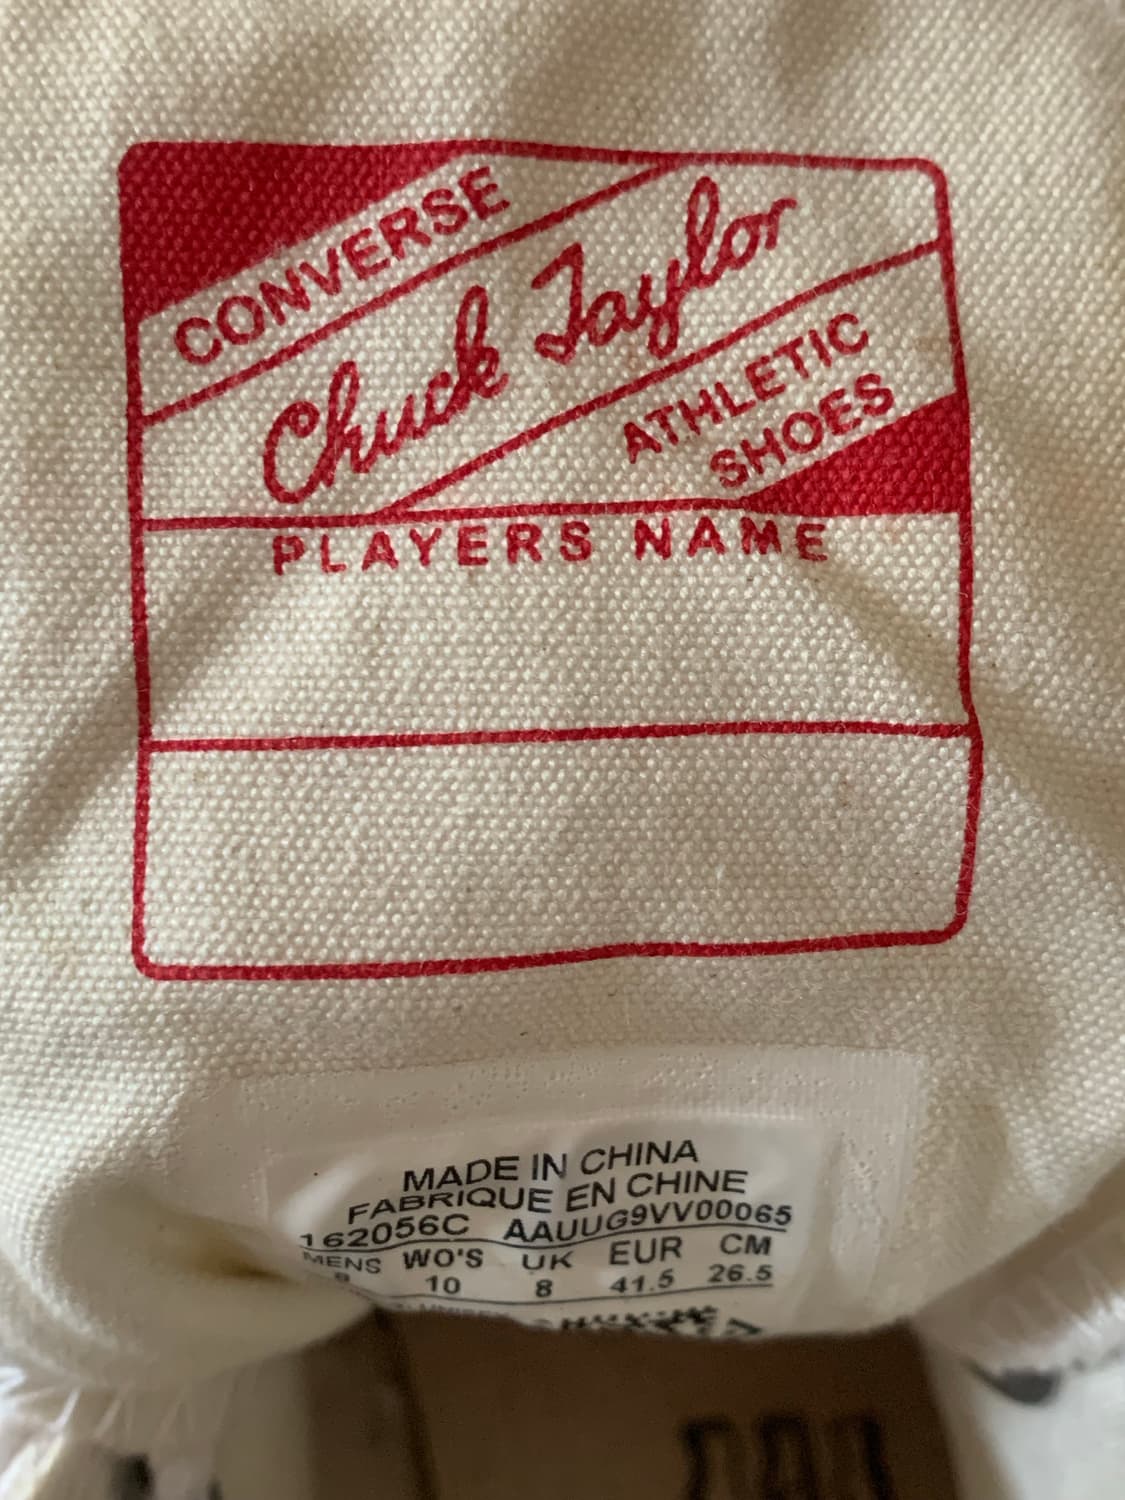 CONVERSE
Chuck Taylor
ATHLETIC
SHOES
PLAYERS NAME
MADE IN CHINA
FABRIQUE EN CHINE
162056C AAUUG9VV00065
MENS WO'S UK EUR CM
8 10 8 41.5 26.5